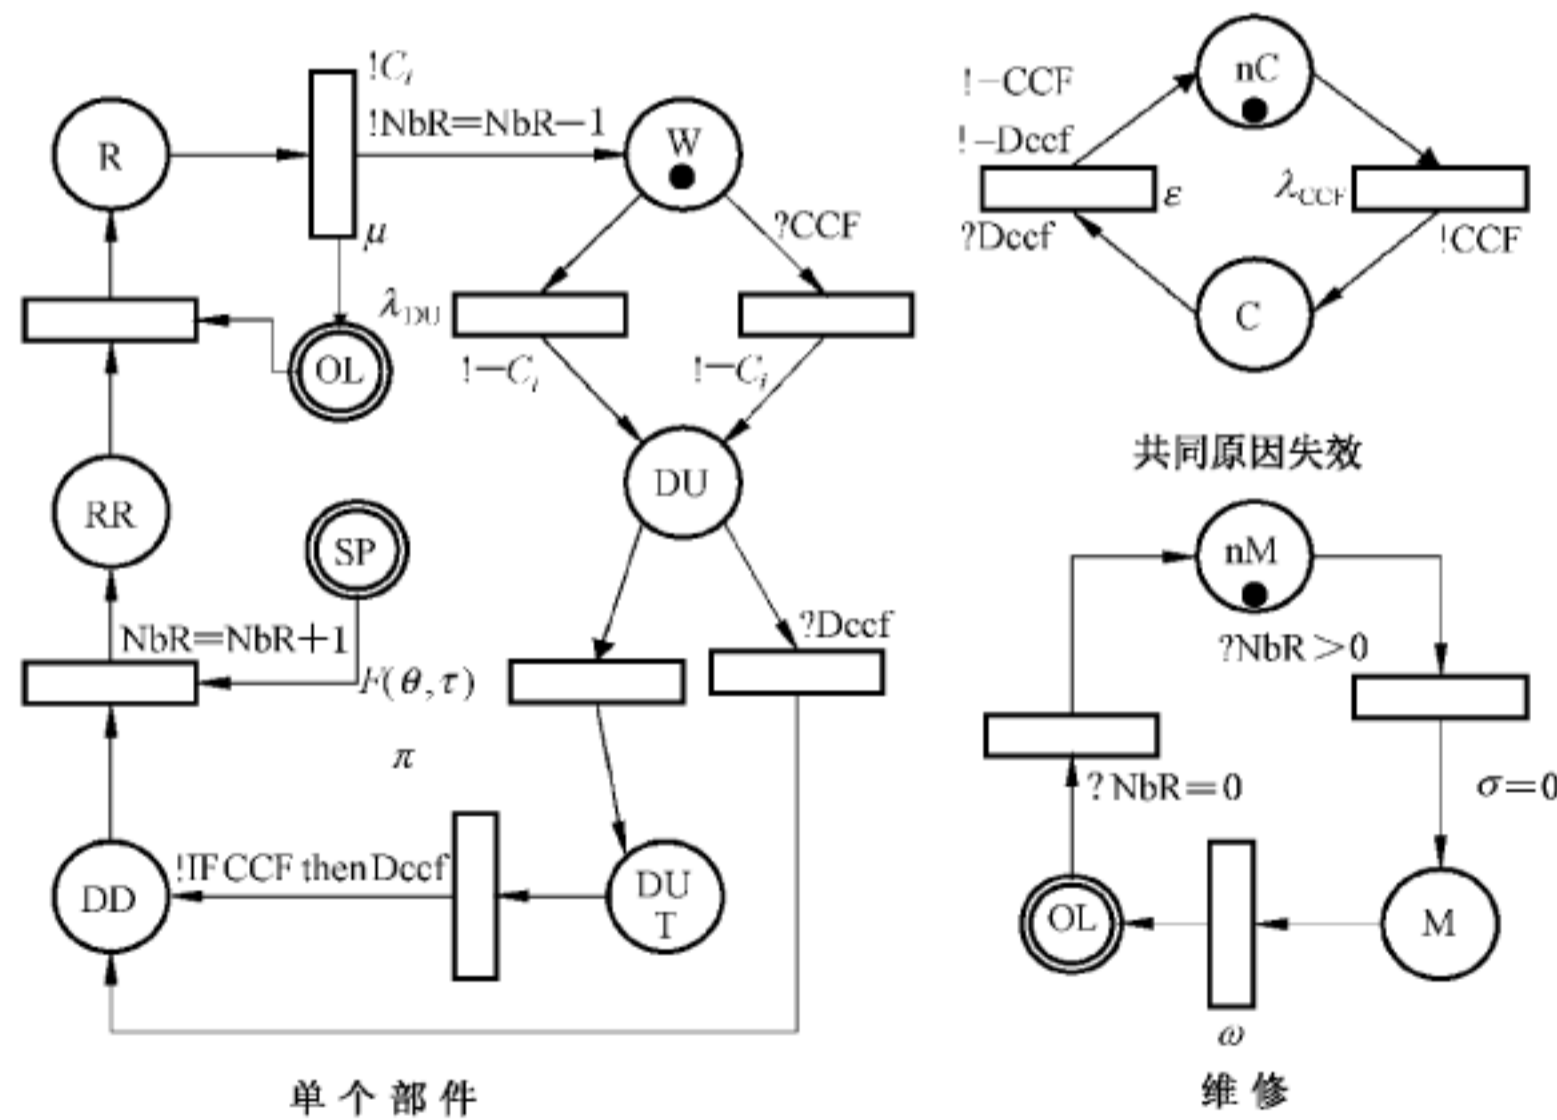 R
!Cᵢ
!NbR=NbR−1
μ
W
?CCF
λDU
!−Cᵢ
!−Cᵢ
OL
DU
RR
SP
NbR=NbR+1
F(θ,τ)
?Dccf
π
DD
!IF CCF then Dccf
DU
T
单个部件
nC
!−CCF
!−Dccf
ε
λCCF
?Dccf
!CCF
C
共同原因失效
nM
?NbR>0
?NbR=0
σ=0
OL
M
ω
维修